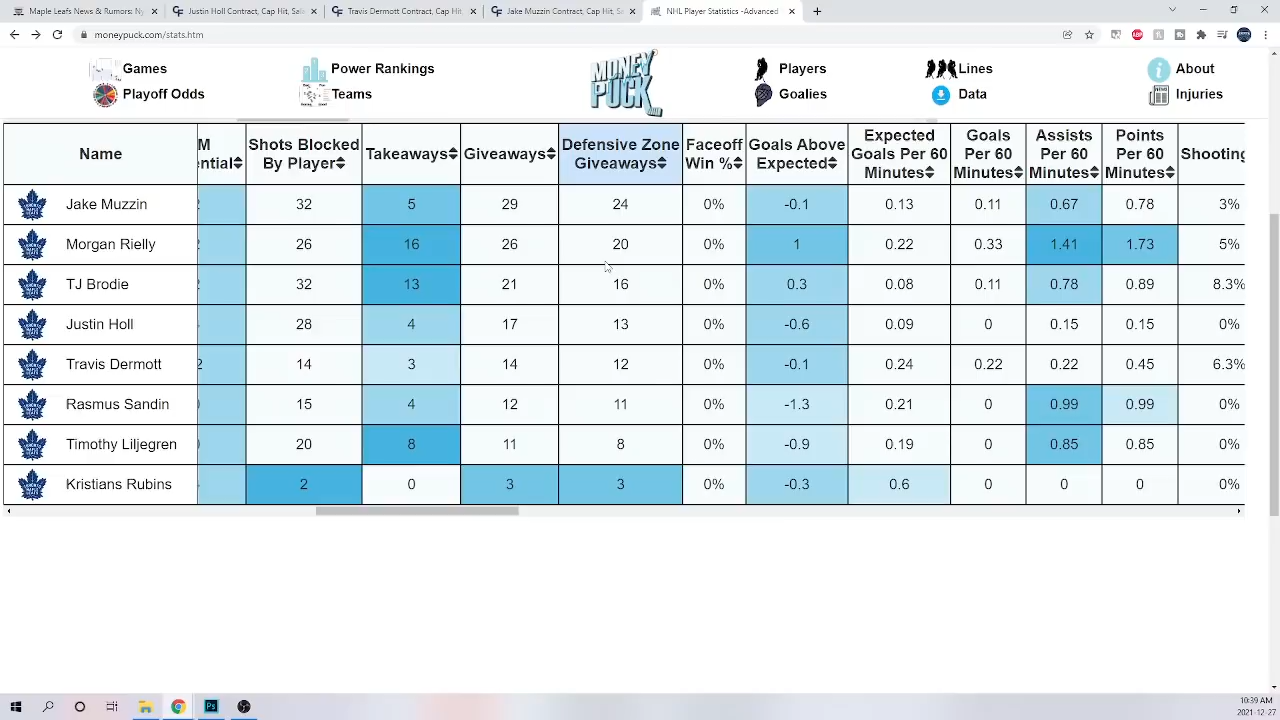 Maple Leafs News & Rumors: Ny
Justin Holl Contract, Cap Hit, Sal
Travis Dermott Contract, Cap Hit,
Jake Muzzin Contract, Cap Hit, S
NHL Player Statistics -Advanced
moneypuck.com/stats.htm
Games
Power Rankings
MONEY PUCK .COM
Players
Lines
About
Playoff Odds
Teams
Goalies
Data
Injuries
Name M ential Shots Blocked By Player Takeaways Giveaways Defensive Zone Giveaways Faceoff Win % Goals Above Expected Expected Goals Per 60 Minutes Goals Per 60 Minutes Assists Per 60 Minutes Points Per 60 Minutes Shooting
Jake Muzzin 32 5 29 24 0% -0.1 0.13 0.11 0.67 0.78 3%
Morgan Rielly 26 16 26 20 0% 1 0.22 0.33 1.41 1.73 5%
TJ Brodie 32 13 21 16 0% 0.3 0.08 0.11 0.78 0.89 8.3%
Justin Holl 28 4 17 13 0% -0.6 0.09 0 0.15 0.15 0%
Travis Dermott 2 14 3 14 12 0% -0.1 0.24 0.22 0.22 0.45 6.3%
Rasmus Sandin 15 4 12 11 0% -1.3 0.21 0 0.99 0.99 0%
Timothy Liljegren 20 8 11 8 0% -0.9 0.19 0 0.85 0.85 0%
Kristians Rubins 2 0 3 3 0% -0.3 0.6 0 0 0 0%
10:39 AM
2021-12-27